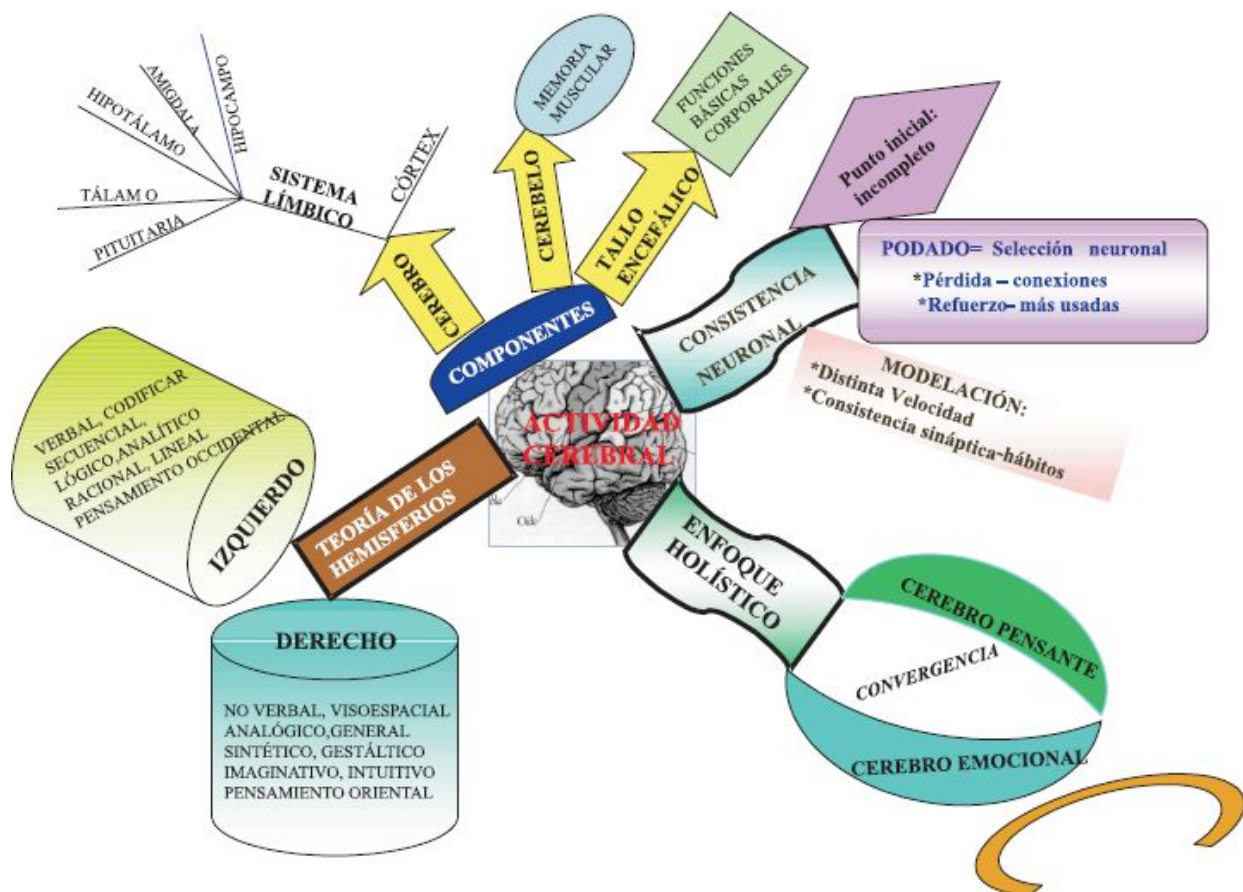 HIPOCAMPO
AMIGDALA
HIPOTÁLAMO
TÁLAM O
PITUITARIA
SISTEMA
LÍMBICO
CÓRTEX
CEREBRO
MEMORIA
MUSCULAR
CEREBELO
FUNCIONES
BÁSICAS
CORPORALES
TALLO
ENCEFÁLICO
COMPONENTES
Punto inicial:
incompleto
PODADO= Selección neuronal
*Pérdida – conexiones
*Refuerzo– más usadas
CONSISTENCIA
NEURONAL
MODELACIÓN:
*Distinta Velocidad
*Consistencia sináptica-hábitos
ACTIVIDAD
CEREBRAL
Oído
TEORÍA DE LOS
HEMISFERIOS
VERBAL, CODIFICAR
SECUENCIAL,
LÓGICO,ANALÍTICO
RACIONAL, LINEAL
PENSAMIENTO OCCIDENTAL
IZQUIERDO
DERECHO
NO VERBAL, VISOESPACIAL
ANALÓGICO,GENERAL
SINTÉTICO, GESTÁLTICO
IMAGINATIVO, INTUITIVO
PENSAMIENTO ORIENTAL
ENFOQUE
HOLÍSTICO
CEREBRO PENSANTE
CONVERGENCIA
CEREBRO EMOCIONAL